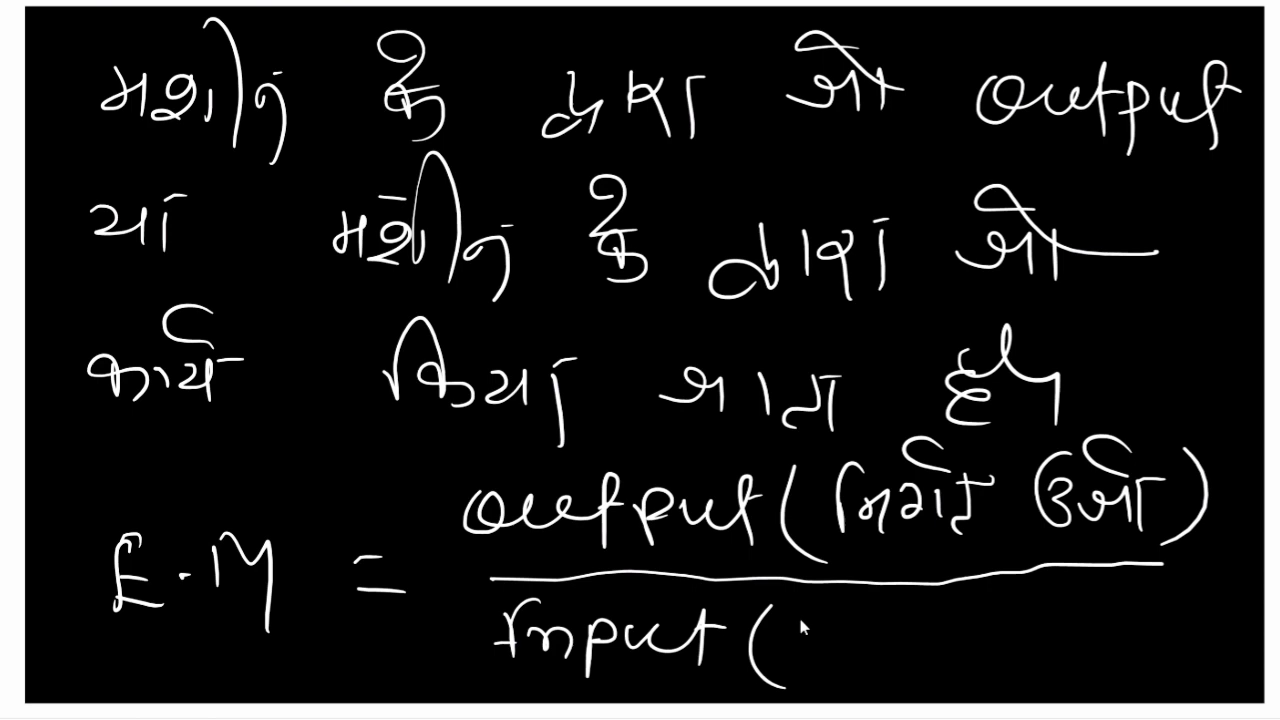 मशीन के द्वारा जो output
या मशीन के द्वारा जो
कार्य किया जाता है
E.M = output (निर्गत ऊर्जा)
Input (